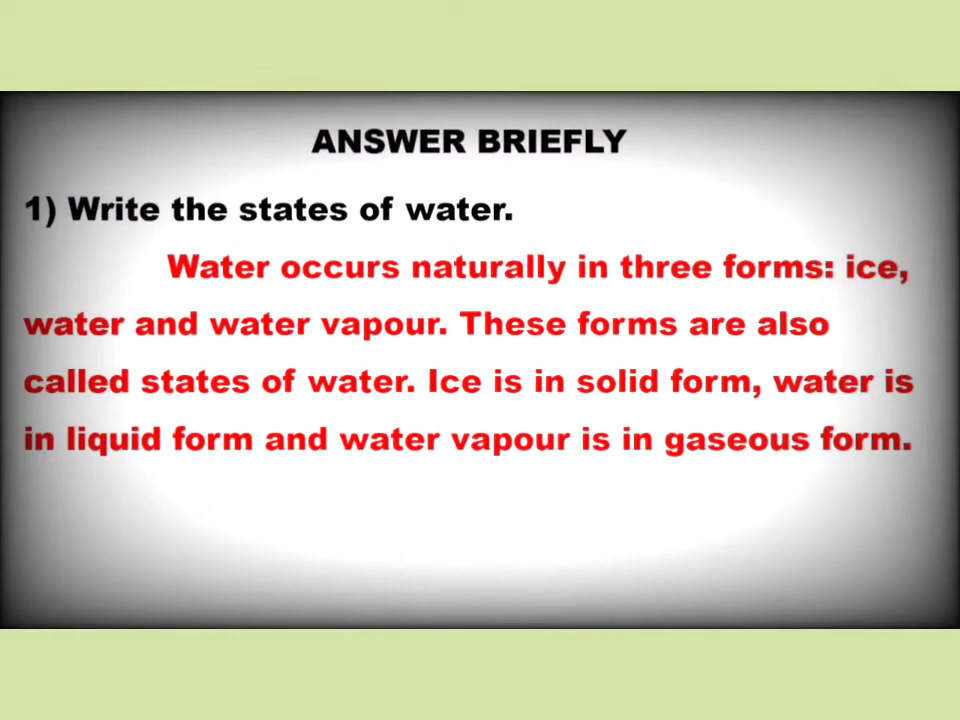 ANSWER BRIEFLY
1) Write the states of water.
Water occurs naturally in three forms: ice,
water and water vapour. These forms are also
called states of water. Ice is in solid form, water is
in liquid form and water vapour is in gaseous form.